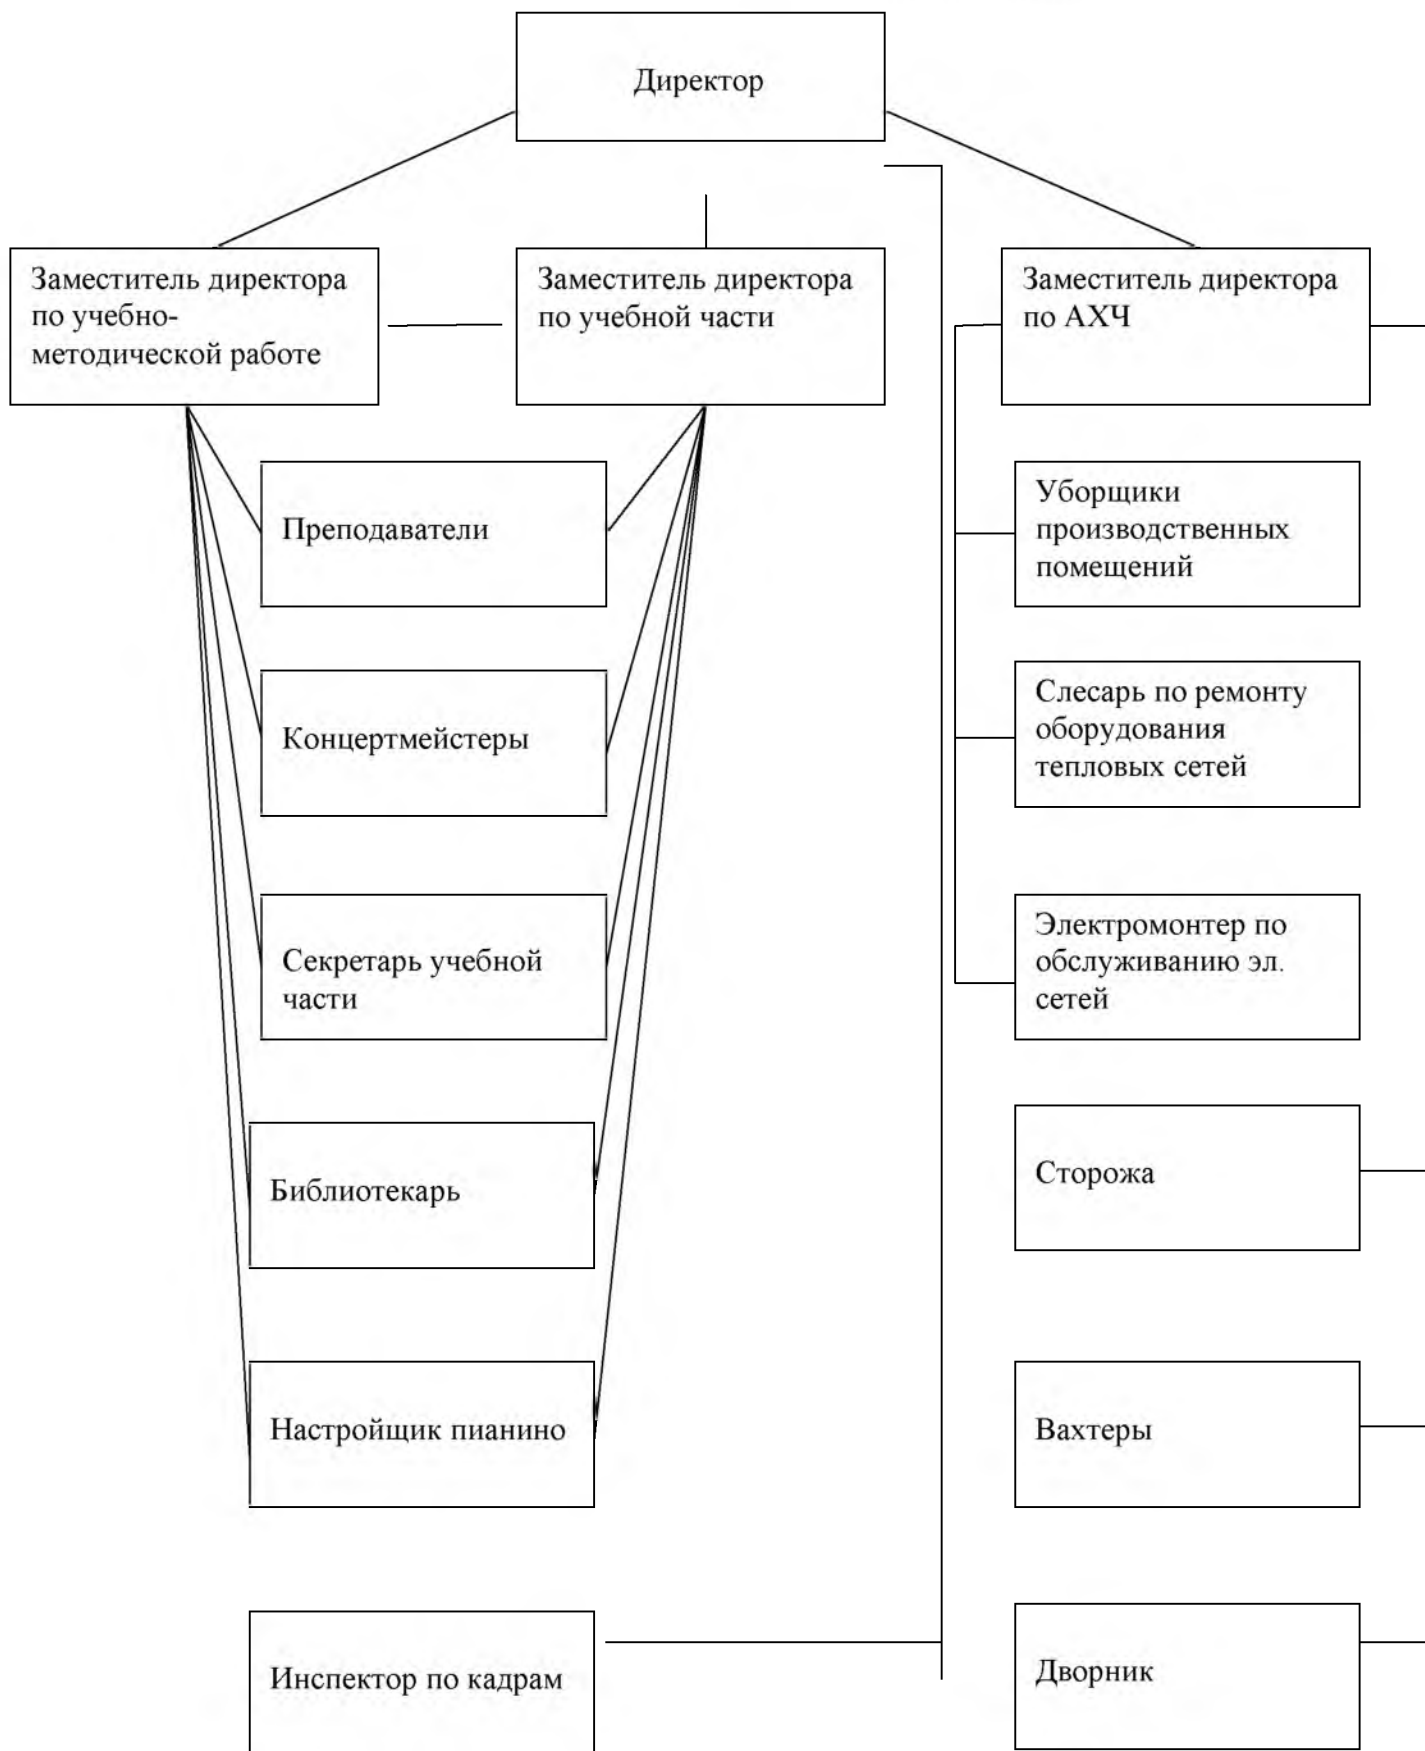 Директор
Заместитель директора
по учебно-
методической работе
Заместитель директора
по учебной части
Заместитель директора
по АХЧ
Преподаватели
Уборщики
производственных
помещений
Концертмейстеры
Слесарь по ремонту
оборудования
тепловых сетей
Секретарь учебной
части
Электромонтер по
обслуживанию эл.
сетей
Библиотекарь
Сторожа
Настройщик пианино
Вахтеры
Инспектор по кадрам
Дворник